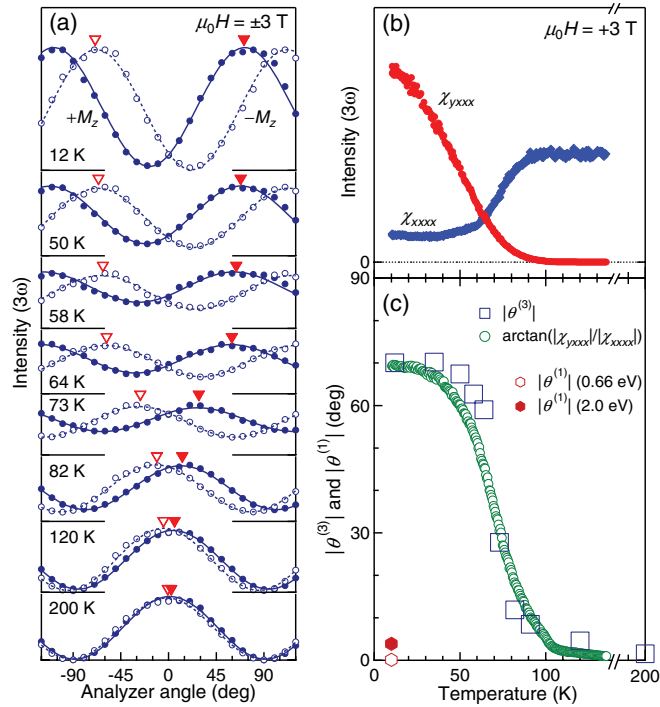 (a)
μ₀H = ±3 T
+Mz
−Mz
12 K
50 K
58 K
64 K
73 K
82 K
120 K
200 K
Intensity (3ω)
-90
-45
0
45
90
Analyzer angle (deg)
(b)
μ₀H = +3 T
χyxxx
χxxxx
Intensity (3ω)
0
(c)
|θ⁽³⁾|
arctan(|χyxxx|/|χxxxx|)
|θ⁽¹⁾| (0.66 eV)
|θ⁽¹⁾| (2.0 eV)
|θ⁽³⁾| and |θ⁽¹⁾| (deg)
90
60
30
0
0
50
100
200
Temperature (K)